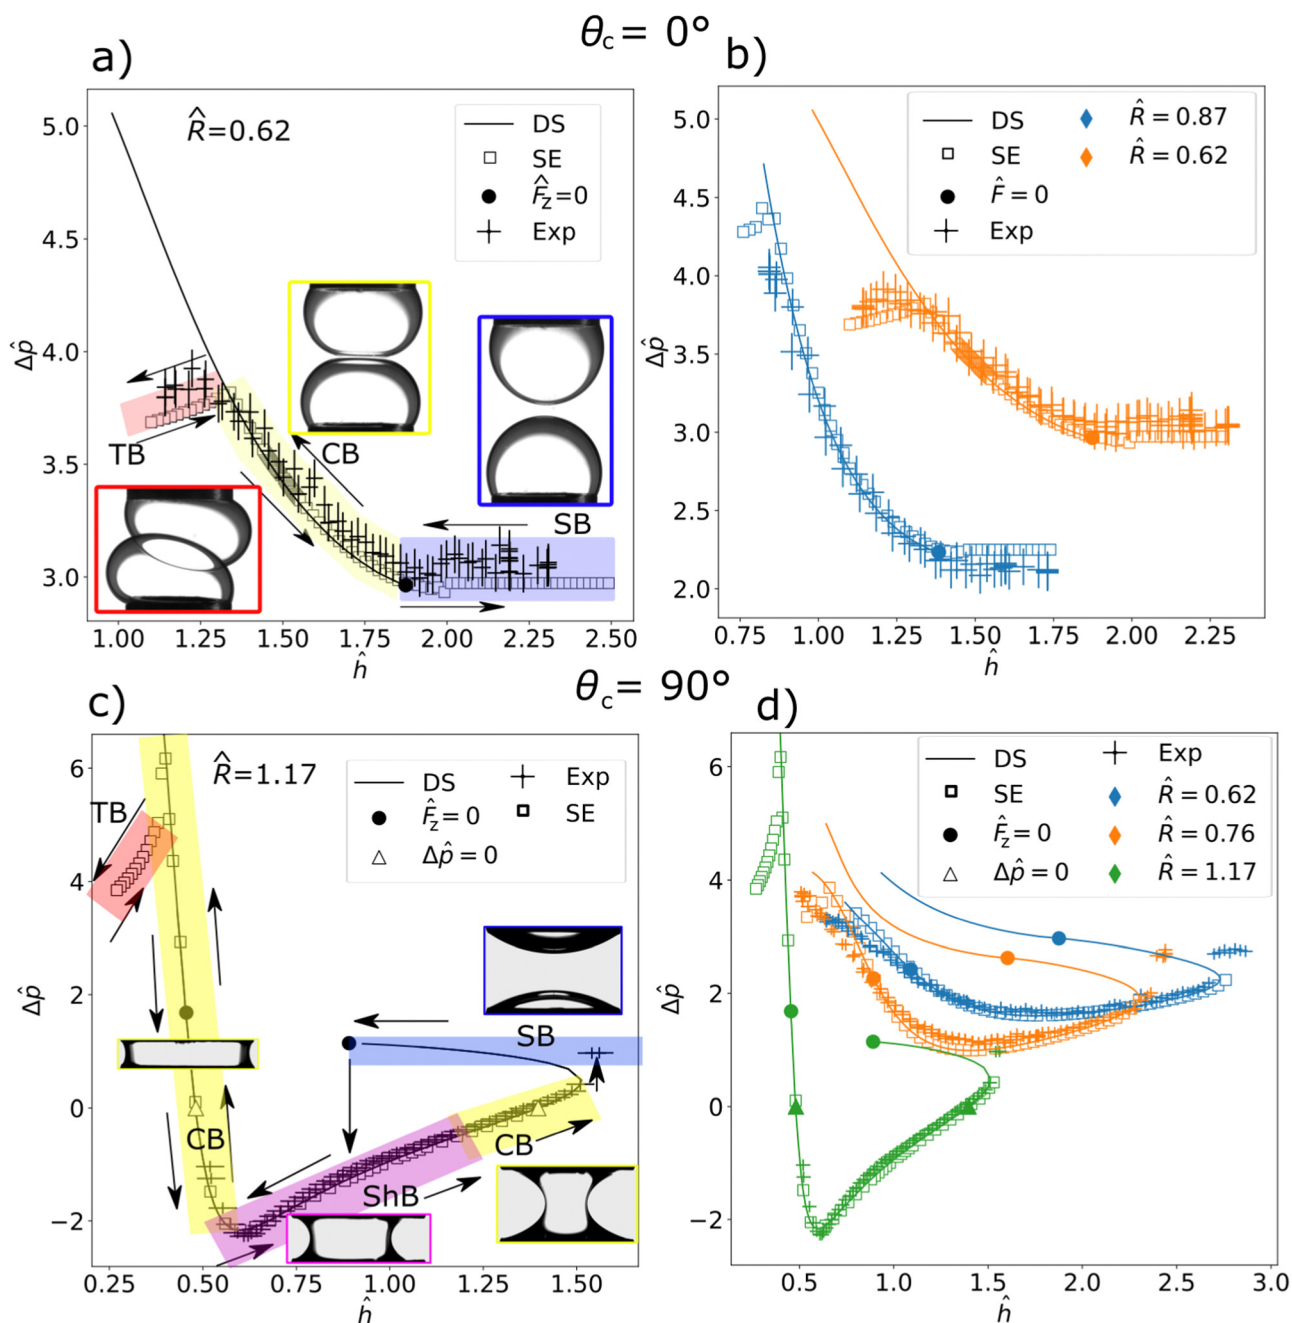 θc = 0°
a)
R̂=0.62
DS
SE
F̂z=0
Exp
5.0
4.5
4.0
3.5
3.0
Δp̂
TB
CB
SB
1.00 1.25 1.50 1.75 2.00 2.25 2.50
ĥ
b)
DS
SE
F̂ = 0
Exp
R̂ = 0.87
R̂ = 0.62
5.0
4.5
4.0
3.5
3.0
2.5
2.0
Δp̂
0.75 1.00 1.25 1.50 1.75 2.00 2.25
ĥ
θc = 90°
c)
R̂=1.17
DS
F̂z=0
Δp̂ = 0
Exp
SE
6
4
2
0
−2
Δp̂
TB
SB
CB
CB
ShB
0.25 0.50 0.75 1.00 1.25 1.50
ĥ
d)
DS
SE
F̂z=0
Δp̂ = 0
Exp
R̂ = 0.62
R̂ = 0.76
R̂ = 1.17
6
4
2
0
−2
Δp̂
0.5 1.0 1.5 2.0 2.5 3.0
ĥ